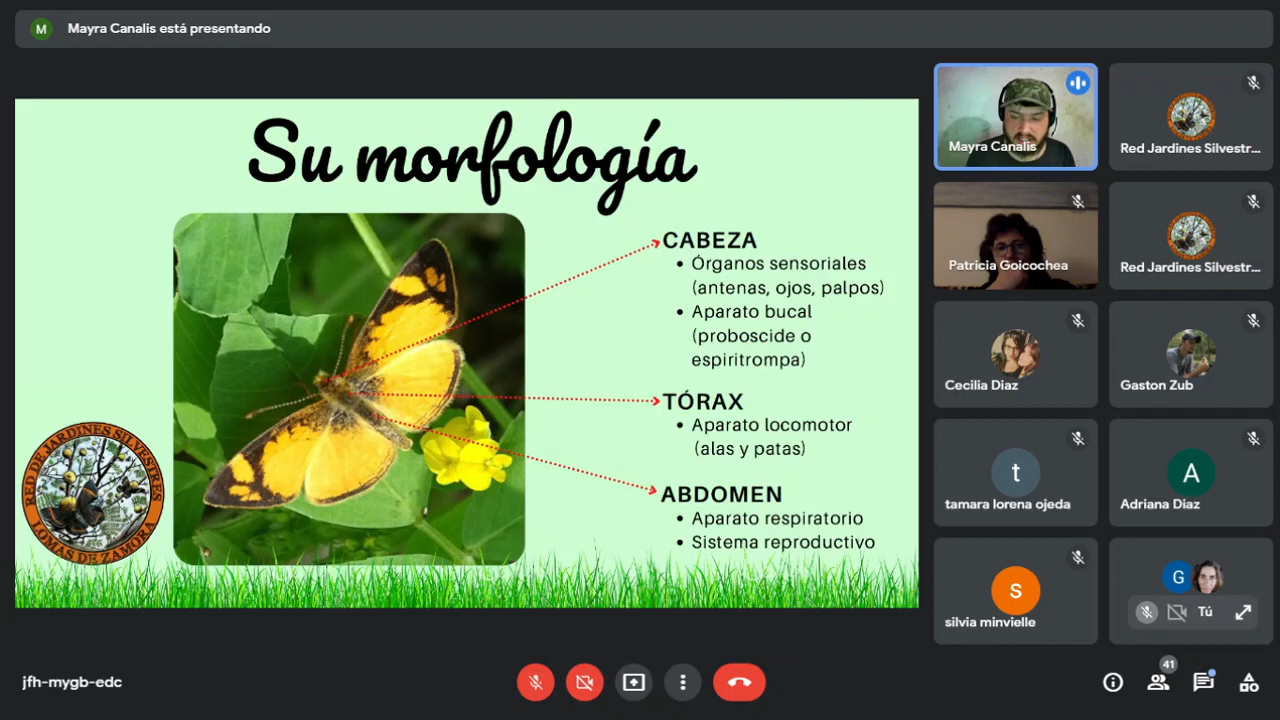 M
Mayra Canalis está presentando
Su morfología
CABEZA
• Órganos sensoriales
(antenas, ojos, palpos)
• Aparato bucal
(proboscide o
espiritrompa)
TÓRAX
• Aparato locomotor
(alas y patas)
ABDOMEN
• Aparato respiratorio
• Sistema reproductivo
RED DE JARDINES SILVESTRES
LOMAS DE ZAMORA
Mayra Canalis
Red Jardines Silvestr...
Patricia Goicochea
Red Jardines Silvestr...
Cecilia Diaz
Gaston Zub
t
tamara lorena ojeda
A
Adriana Diaz
s
silvia minvielle
G
Tú
jfh-mygb-edc
41